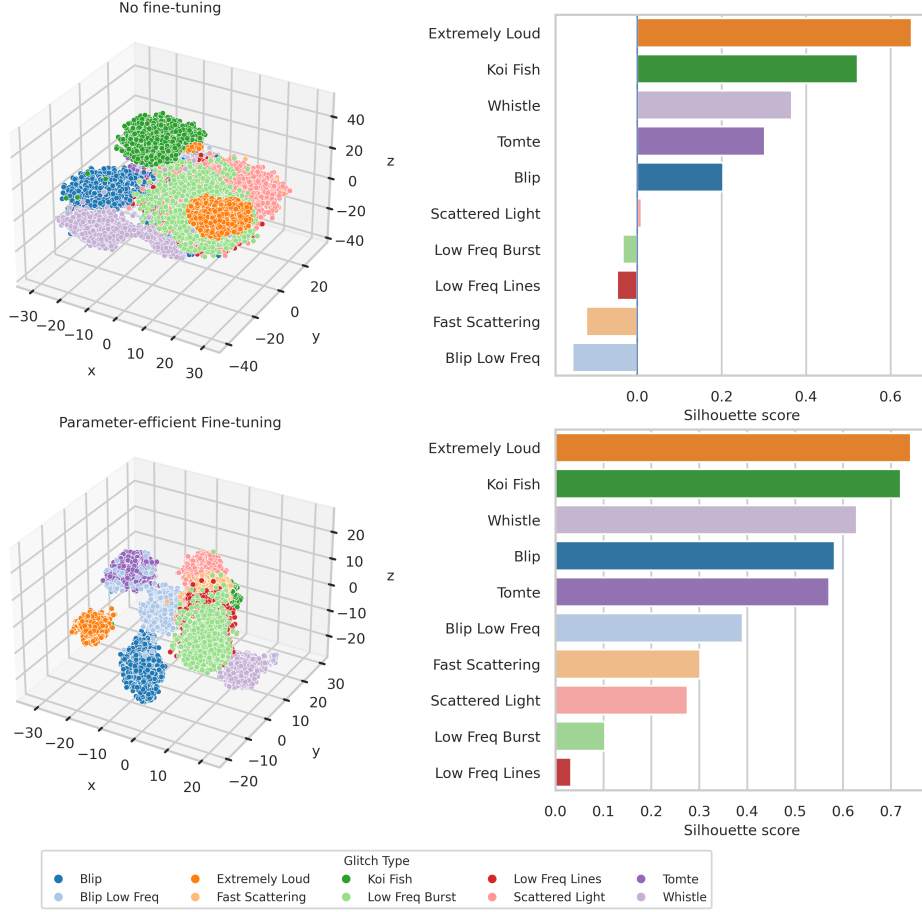 No fine-tuning
40
20
0
−20
−40
z
20
0
−20
−40
y
−30
−20
−10
0
10
20
30
x
Extremely Loud
Koi Fish
Whistle
Tomte
Blip
Scattered Light
Low Freq Burst
Low Freq Lines
Fast Scattering
Blip Low Freq
0.0 0.2 0.4 0.6
Silhouette score
Parameter-efficient Fine-tuning
20
10
0
−10
−20
z
30
20
10
0
−10
−20
y
−30
−20
−10
0
10
20
x
Extremely Loud
Koi Fish
Whistle
Blip
Tomte
Blip Low Freq
Fast Scattering
Scattered Light
Low Freq Burst
Low Freq Lines
0.0 0.1 0.2 0.3 0.4 0.5 0.6 0.7
Silhouette score
Glitch Type
Blip Extremely Loud Koi Fish Low Freq Lines Tomte
Blip Low Freq Fast Scattering Low Freq Burst Scattered Light Whistle